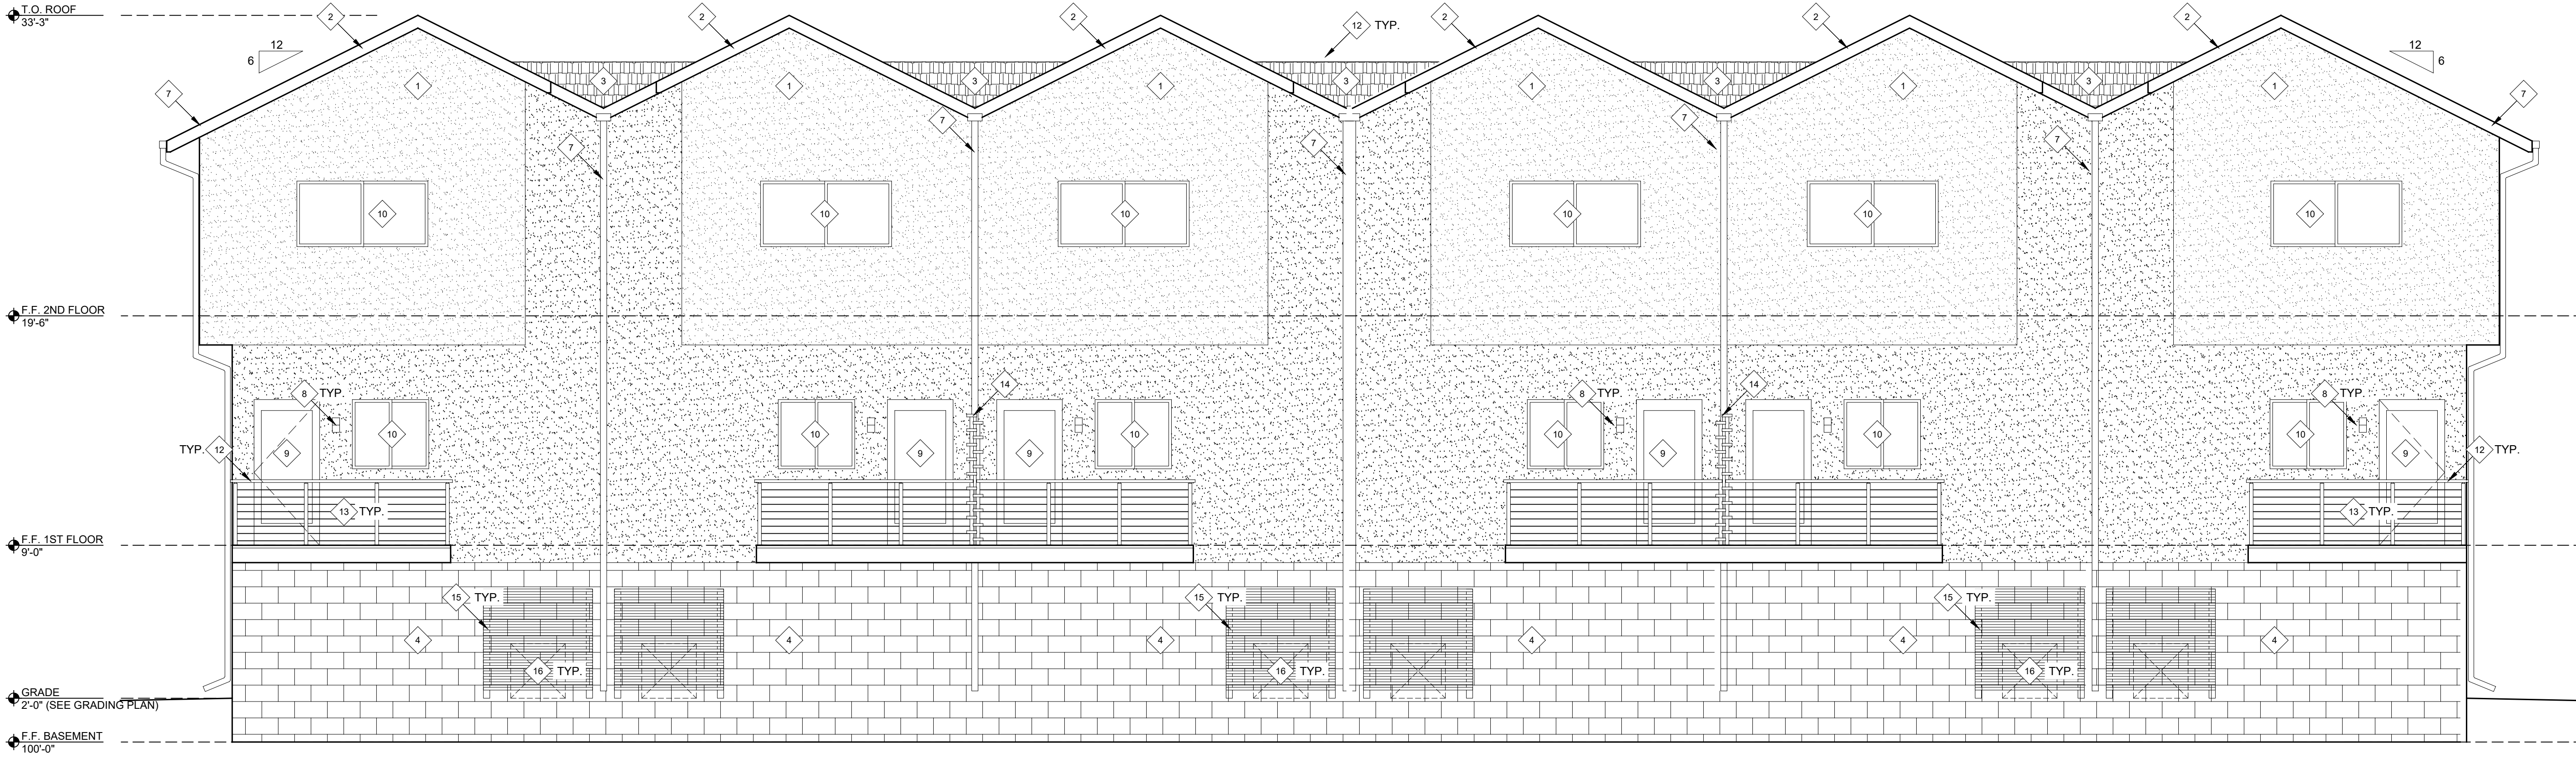 T.O. ROOF
33'-3"
2 2 2 12 TYP. 2 2 2
12 12
6 6
3 3 3 3 3
1 1 1 1 1 1
7 7
7 7
7 7 7
10 10 10 10 10 10
F.F. 2ND FLOOR
19'-6"
14 14
8 TYP. 8 TYP. 8 TYP.
10 10 10 10 10 10
TYP. 12 9 9 9 9 9 12 TYP.
13 TYP. 13 TYP.
F.F. 1ST FLOOR
9'-0"
15 TYP. 15 TYP. 15 TYP.
4 4 4 4 4 4
16 TYP. 16 TYP. 16 TYP.
GRADE
2'-0" (SEE GRADING PLAN)
F.F. BASEMENT
100'-0"